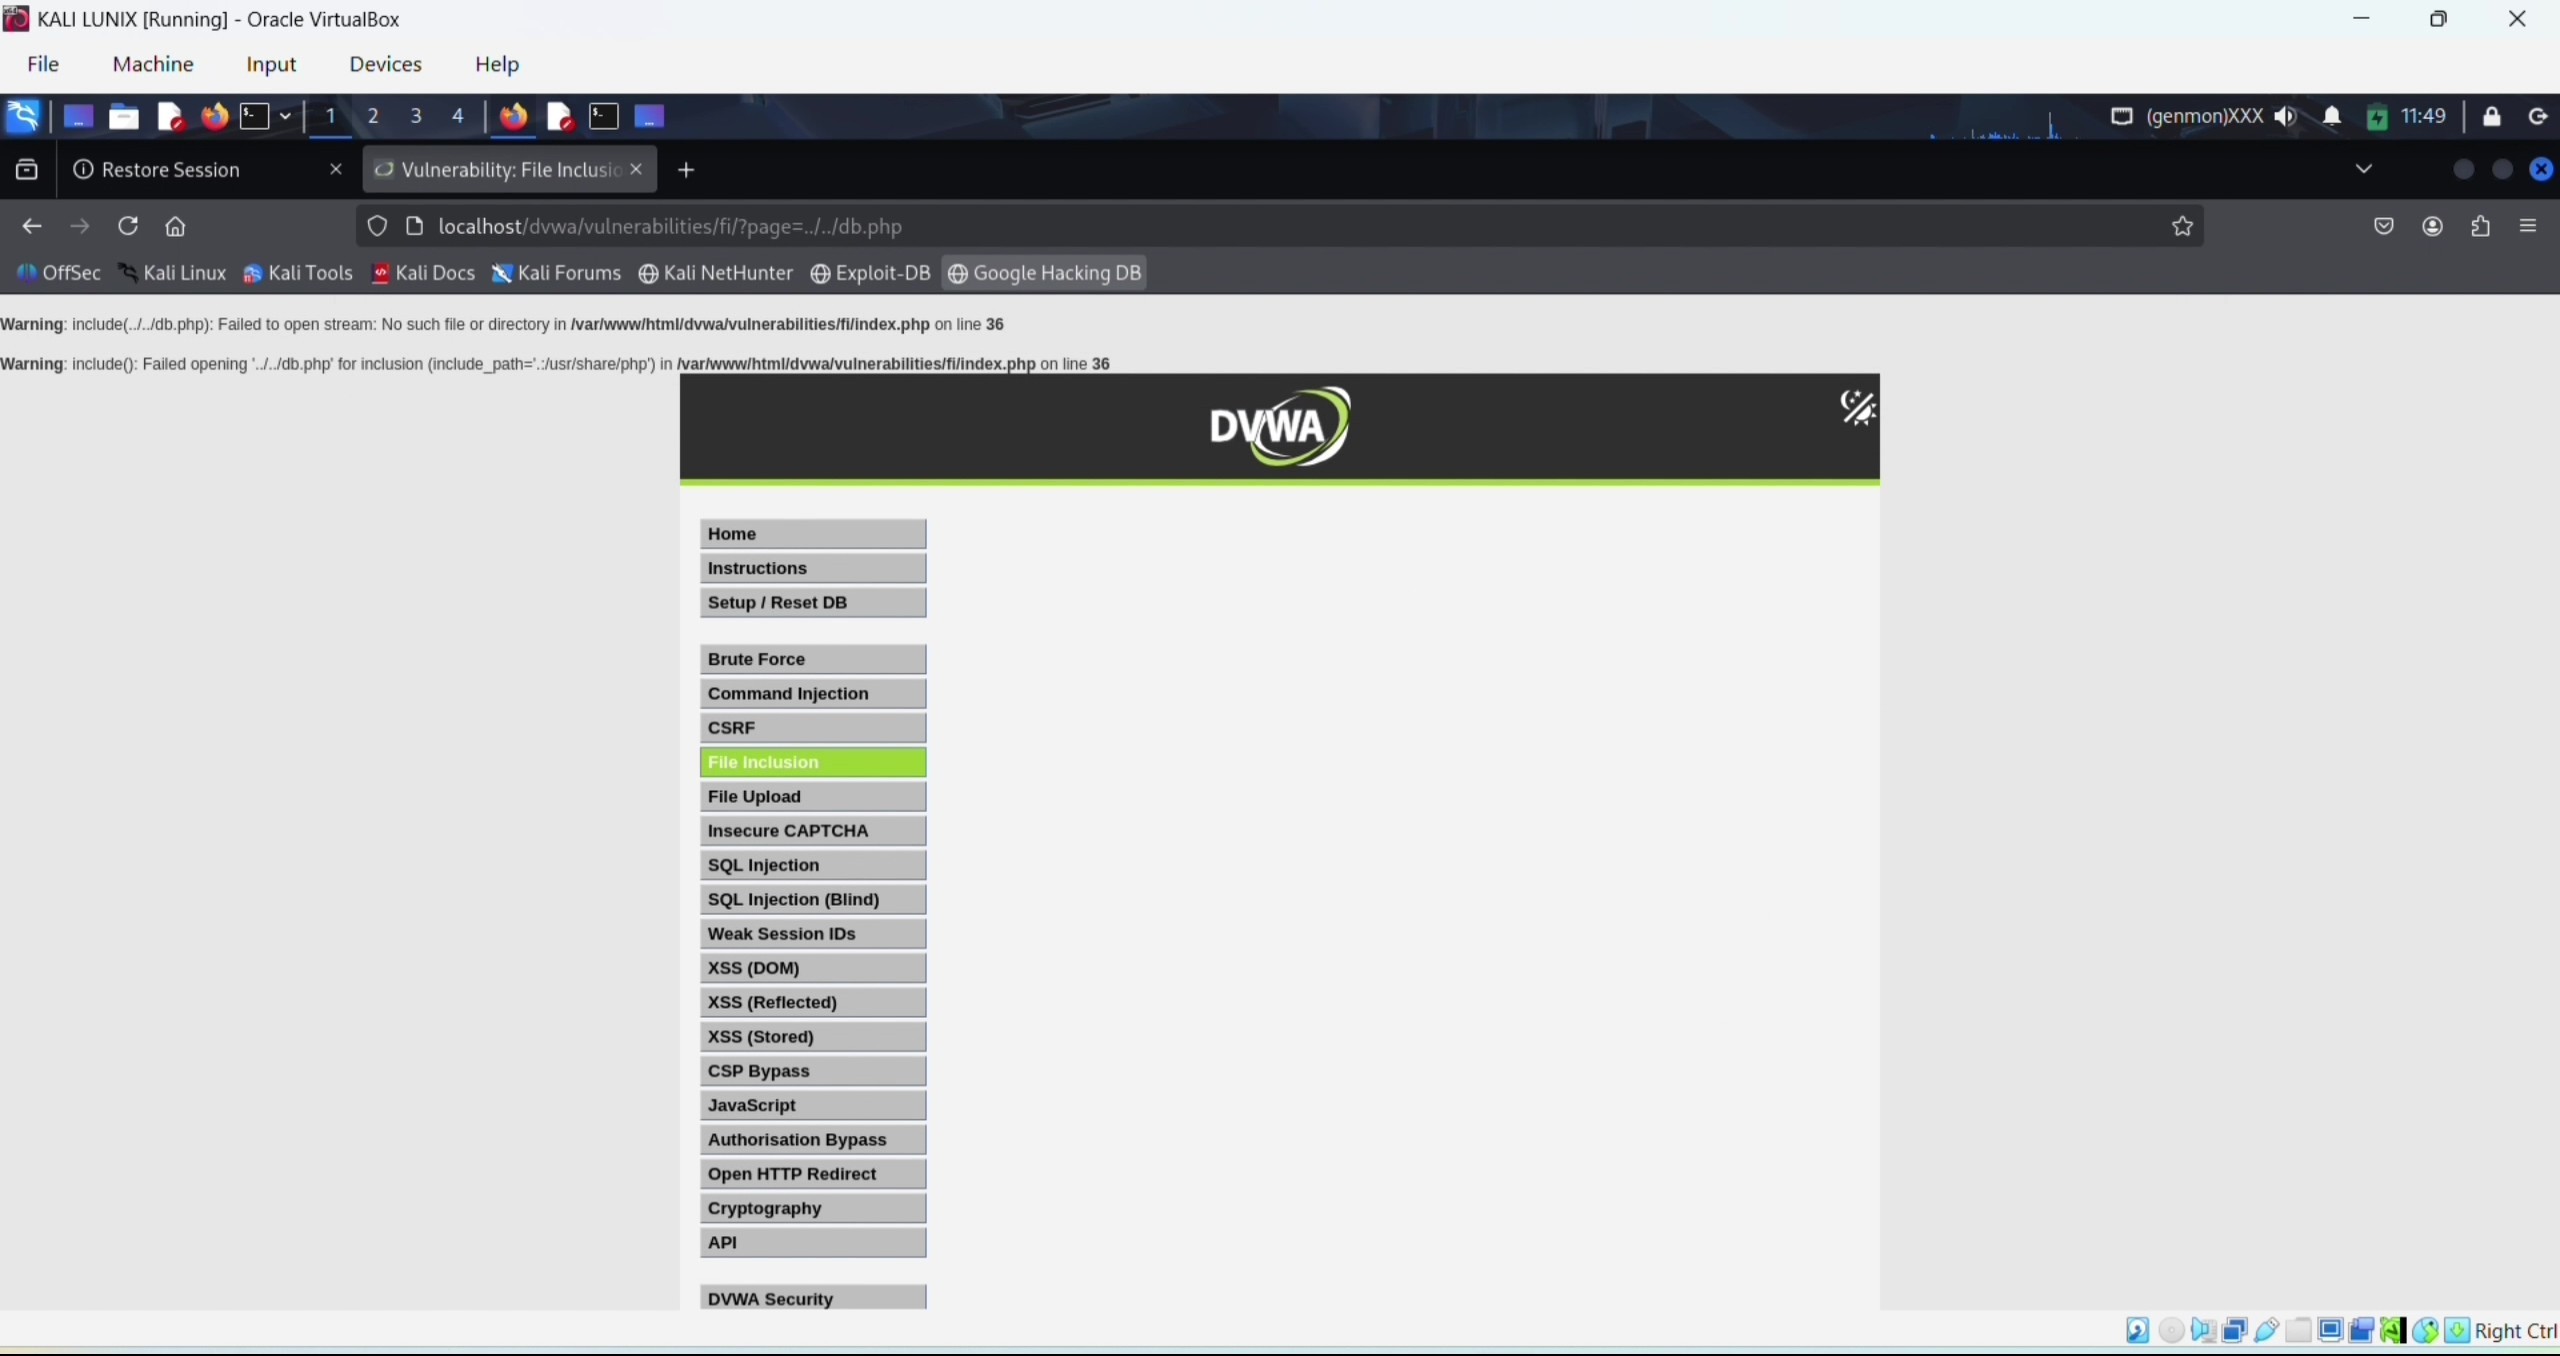 KALI LUNIX [Running] - Oracle VirtualBox
File Machine Input Devices Help
1 2 3 4 (genmon)XXX 11:49
Restore Session Vulnerability: File Inclusio
localhost/dvwa/vulnerabilities/fi/?page=../../db.php
OffSec Kali Linux Kali Tools Kali Docs Kali Forums Kali NetHunter Exploit-DB Google Hacking DB
Warning: include(../../db.php): Failed to open stream: No such file or directory in /var/www/html/dvwa/vulnerabilities/fi/index.php on line 36
Warning: include(): Failed opening '../../db.php' for inclusion (include_path='.:/usr/share/php') in /var/www/html/dvwa/vulnerabilities/fi/index.php on line 36
DVWA
Home
Instructions
Setup / Reset DB
Brute Force
Command Injection
CSRF
File Inclusion
File Upload
Insecure CAPTCHA
SQL Injection
SQL Injection (Blind)
Weak Session IDs
XSS (DOM)
XSS (Reflected)
XSS (Stored)
CSP Bypass
JavaScript
Authorisation Bypass
Open HTTP Redirect
Cryptography
API
DVWA Security
Right Ctrl